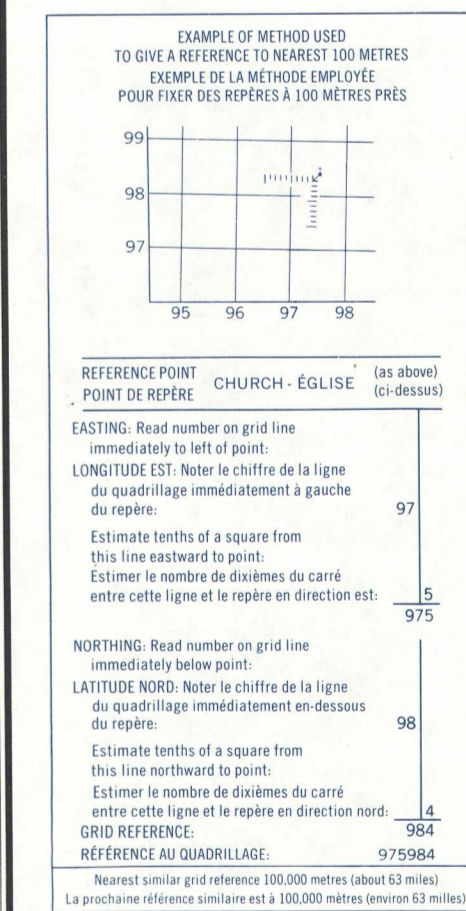 EXAMPLE OF METHOD USED
TO GIVE A REFERENCE TO NEAREST 100 METRES
EXEMPLE DE LA MÉTHODE EMPLOYÉE
POUR FIXER DES REPÈRES À 100 MÈTRES PRÈS
99
98
97
95 96 97 98
REFERENCE POINT
POINT DE REPÈRE
CHURCH - ÉGLISE
(as above)
(ci-dessus)
EASTING: Read number on grid line
immediately to left of point:
LONGITUDE EST: Noter le chiffre de la ligne
du quadrillage immédiatement à gauche
du repère: 97
Estimate tenths of a square from
this line eastward to point:
Estimer le nombre de dixièmes du carré
entre cette ligne et le repère en direction est: 5
975
NORTHING: Read number on grid line
immediately below point:
LATITUDE NORD: Noter le chiffre de la ligne
du quadrillage immédiatement en-dessous
du repère: 98
Estimate tenths of a square from
this line northward to point:
Estimer le nombre de dixièmes du carré
entre cette ligne et le repère en direction nord: 4
GRID REFERENCE: 984
RÉFÉRENCE AU QUADRILLAGE: 975984
Nearest similar grid reference 100,000 metres (about 63 miles)
La prochaine référence similaire est à 100,000 mètres (environ 63 milles)